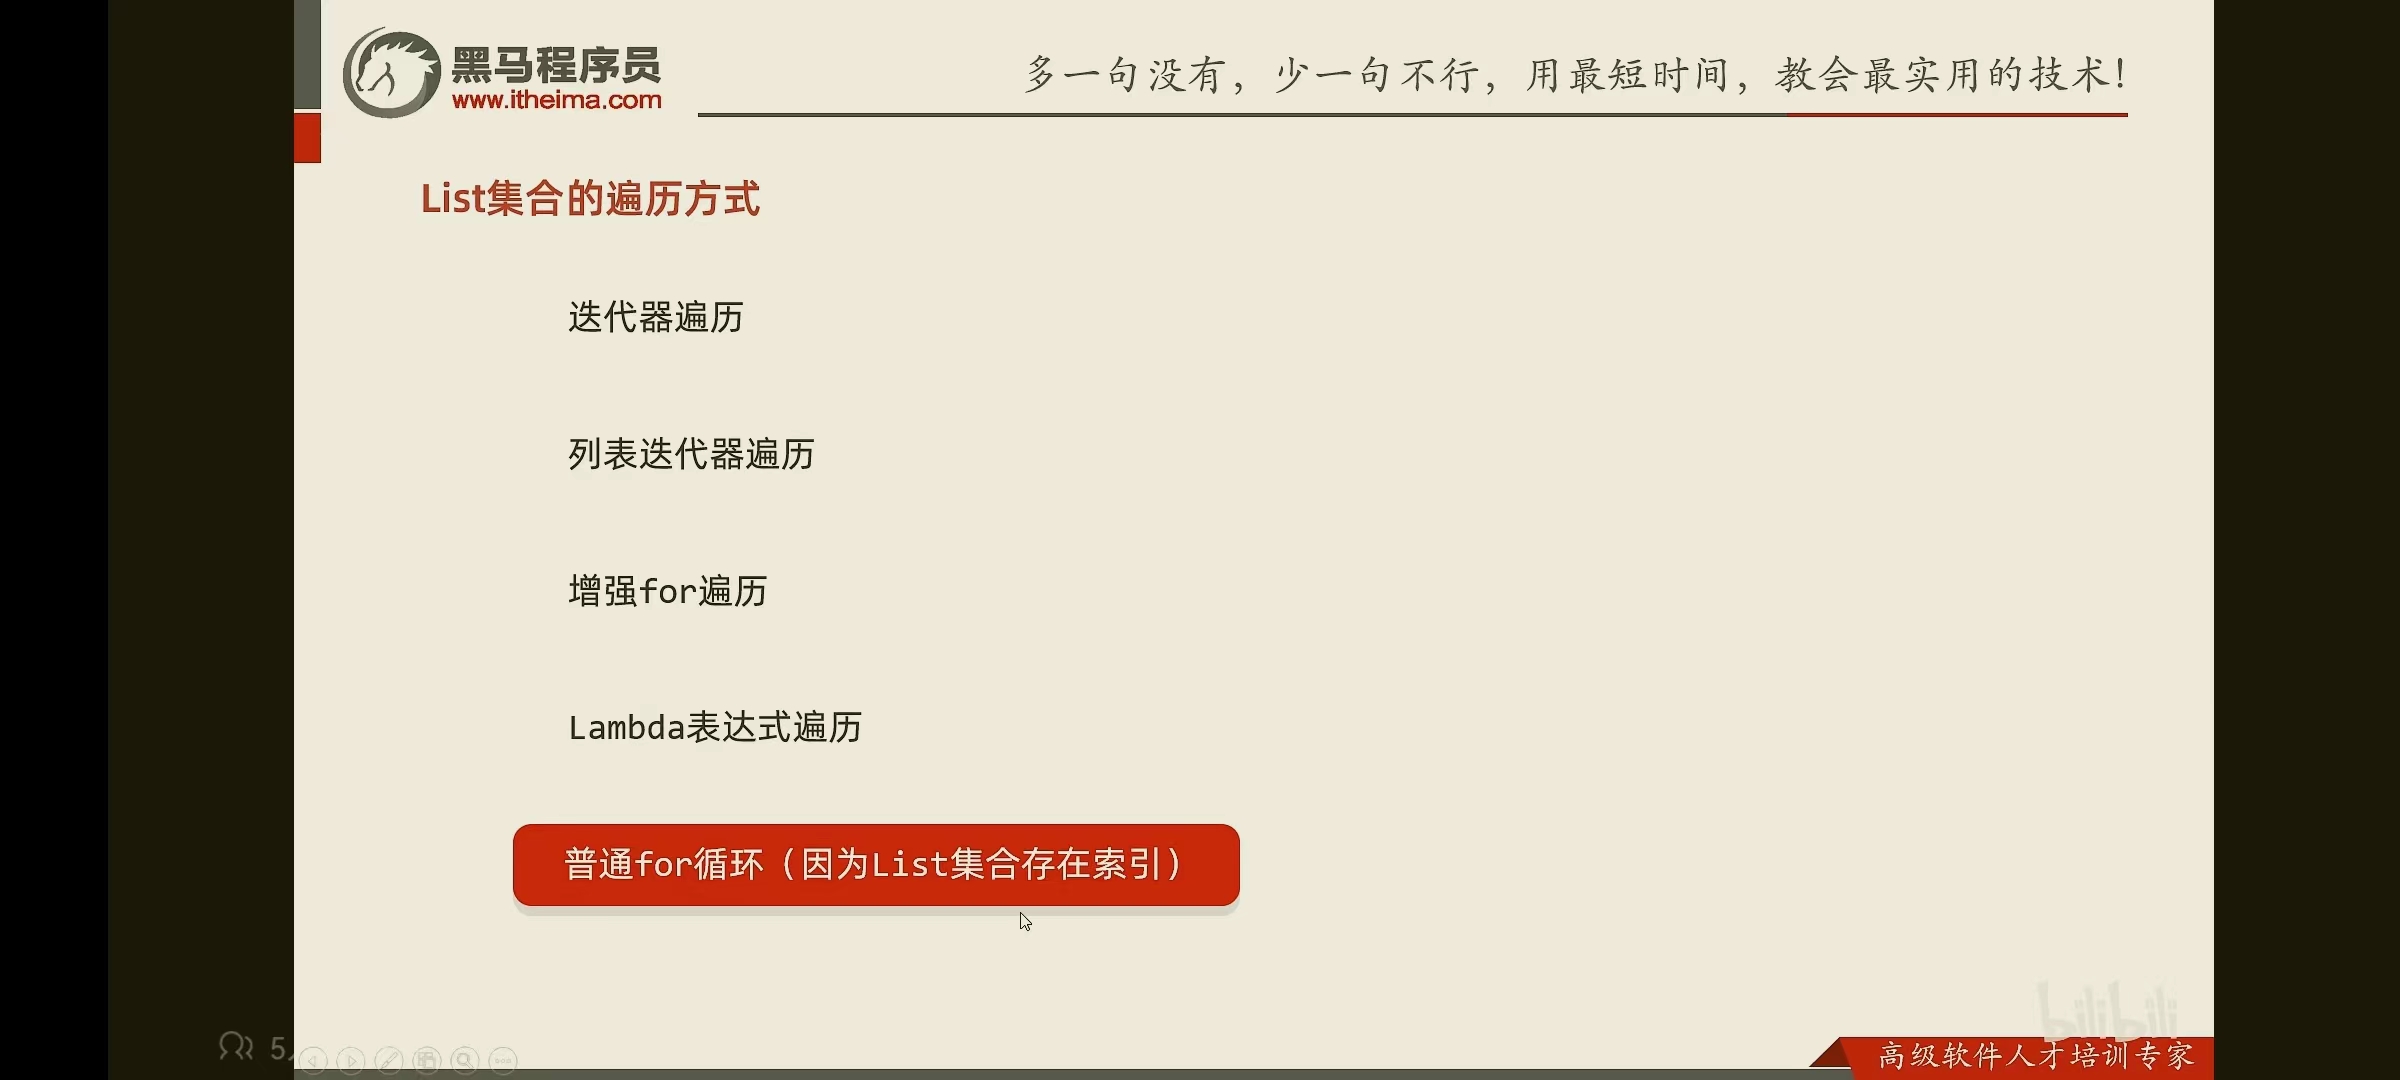 黑马程序员
www.itheima.com
多一句没有，少一句不行，用最短时间，教会最实用的技术！
List集合的遍历方式
迭代器遍历
列表迭代器遍历
增强for遍历
Lambda表达式遍历
普通for循环（因为List集合存在索引）
bilibili
高级软件人才培训专家